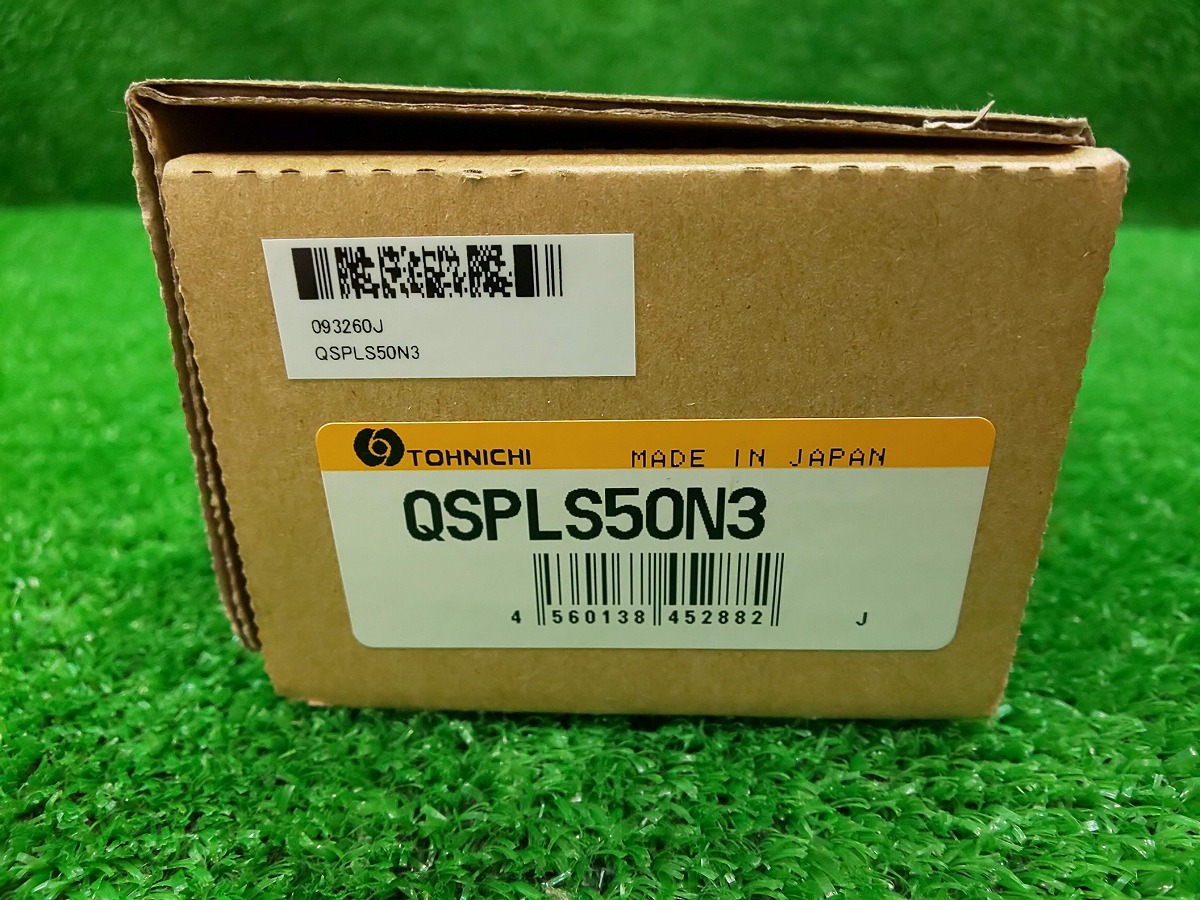 093260J
QSPLS50N3
TOHNICHI MADE IN JAPAN
QSPLS50N3
4 560138 452882 J